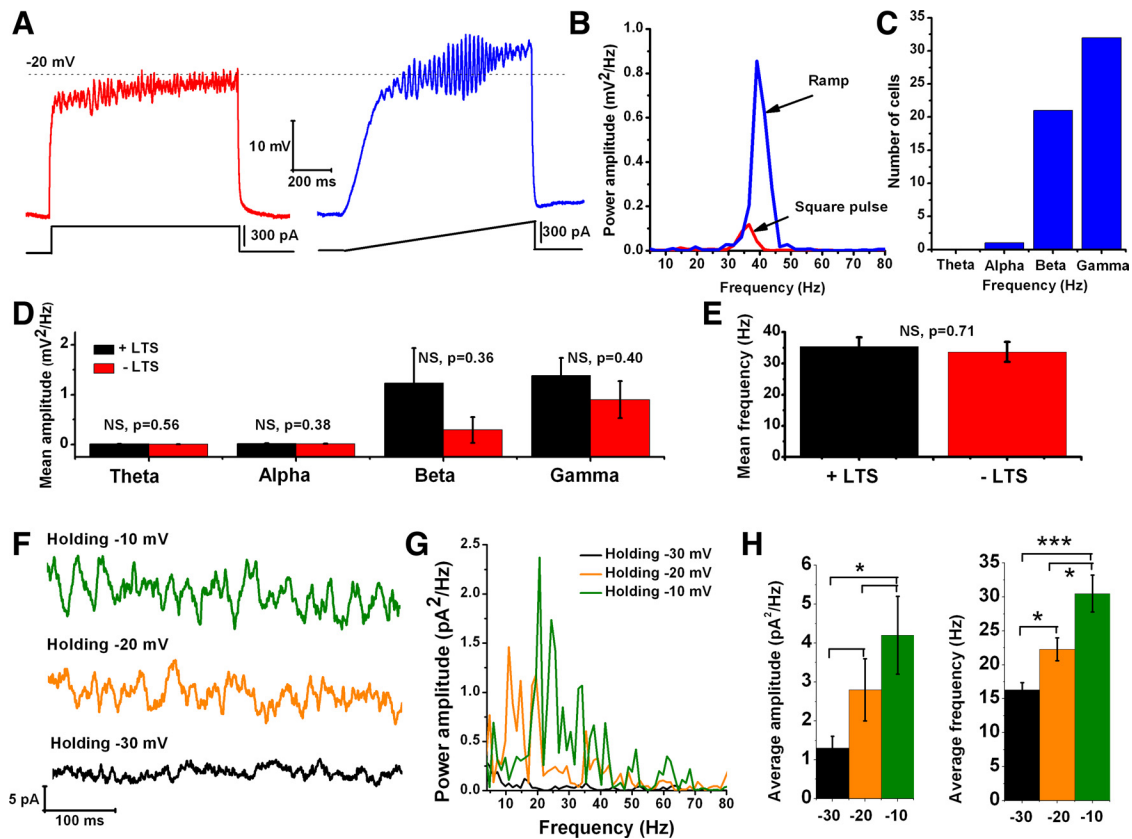 A
-20 mV
10 mV
200 ms
300 pA
300 pA
B
Power amplitude (mV²/Hz)
1.0
0.8
0.6
0.4
0.2
0.0
Ramp
Square pulse
10 20 30 40 50 60 70 80
Frequency (Hz)
C
Number of cells
35
30
25
20
15
10
5
0
Theta Alpha Beta Gamma
Frequency (Hz)
D
Mean amplitude (mV²/Hz)
2
1
0
+ LTS
- LTS
NS, p=0.56
NS, p=0.38
NS, p=0.36
NS, p=0.40
Theta Alpha Beta Gamma
E
Mean frequency (Hz)
40
30
20
10
0
NS, p=0.71
+ LTS - LTS
F
Holding -10 mV
Holding -20 mV
Holding -30 mV
5 pA
100 ms
G
Power amplitude (pA²/Hz)
2.5
2.0
1.5
1.0
0.5
0.0
Holding -30 mV
Holding -20 mV
Holding -10 mV
10 20 30 40 50 60 70 80
Frequency (Hz)
H
Average amplitude (pA²/Hz)
6
5
4
3
2
1
0
*
-30 -20 -10
Average frequency (Hz)
35
30
25
20
15
10
5
0
***
*
*
-30 -20 -10